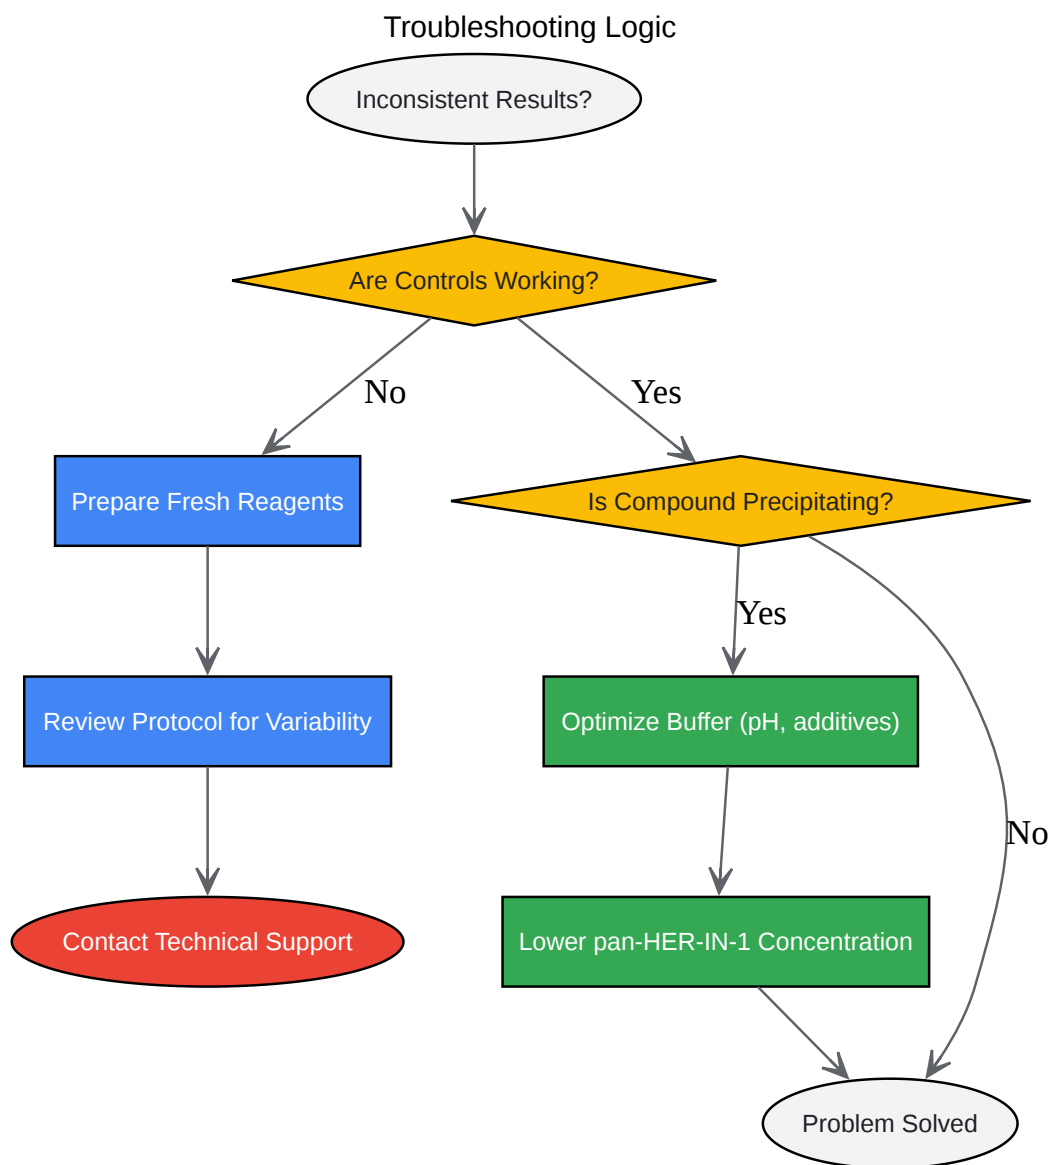 Troubleshooting Logic
Inconsistent Results?
Are Controls Working?
No
Yes
Prepare Fresh Reagents
Is Compound Precipitating?
Yes
Review Protocol for Variability
Optimize Buffer (pH, additives)
No
Contact Technical Support
Lower pan-HER-IN-1 Concentration
Problem Solved